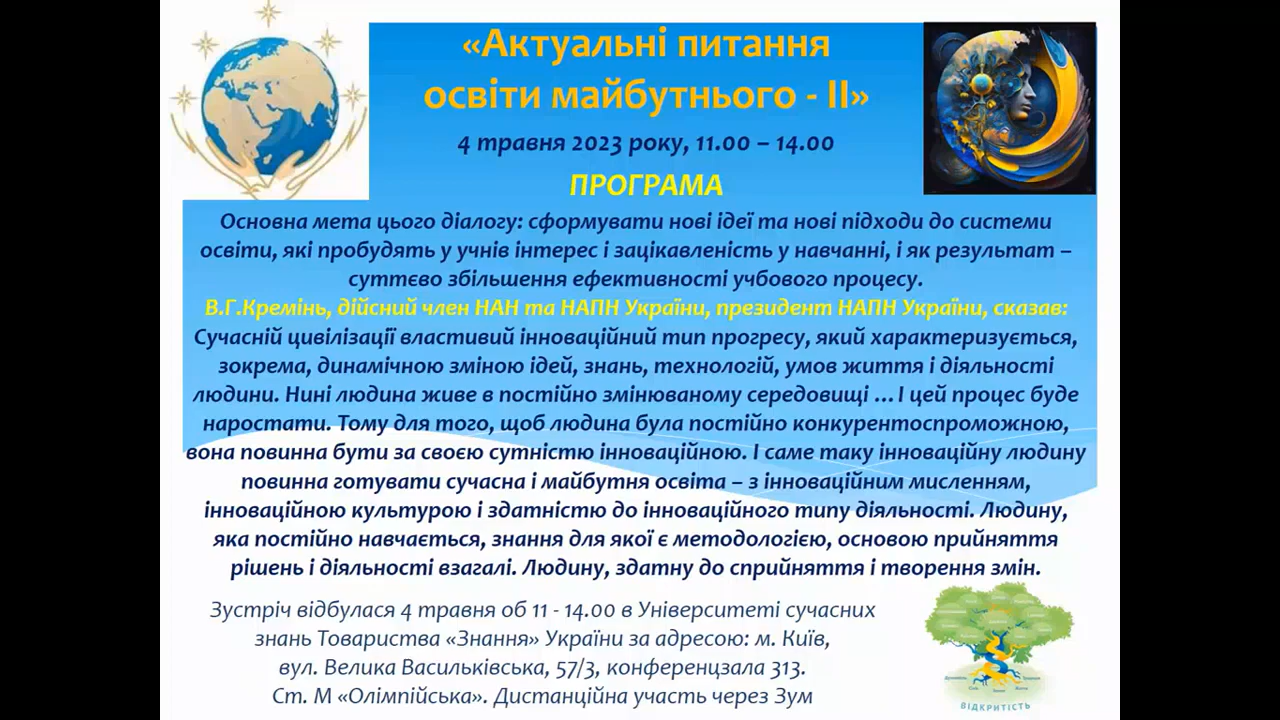 «Актуальні питання
освіти майбутнього - ІІ»
4 травня 2023 року, 11.00 – 14.00
ПРОГРАМА
Основна мета цього діалогу: сформувати нові ідеї та нові підходи до системи
освіти, які пробудять у учнів інтерес і зацікавленість у навчанні, і як результат –
суттєво збільшення ефективності учбового процесу.
В.Г.Кремінь, дійсний член НАН та НАПН України, президент НАПН України, сказав:
Сучасній цивілізації властивий інноваційний тип прогресу, який характеризується,
зокрема, динамічною зміною ідей, знань, технологій, умов життя і діяльності
людини. Нині людина живе в постійно змінюваному середовищі ...І цей процес буде
наростати. Тому для того, щоб людина була постійно конкурентоспроможною,
вона повинна бути за своєю сутністю інноваційною. І саме таку інноваційну людину
повинна готувати сучасна і майбутня освіта – з інноваційним мисленням,
інноваційною культурою і здатністю до інноваційного типу діяльності. Людину,
яка постійно навчається, знання для якої є методологією, основою прийняття
рішень і діяльності взагалі. Людину, здатну до сприйняття і творення змін.
Зустріч відбулася 4 травня об 11 - 14.00 в Університеті сучасних
знань Товариства «Знання» України за адресою: м. Київ,
вул. Велика Васильківська, 57/3, конференцзала 313.
Ст. М «Олімпійська». Дистанційна участь через Зум
ВІДКРИТІСТЬ